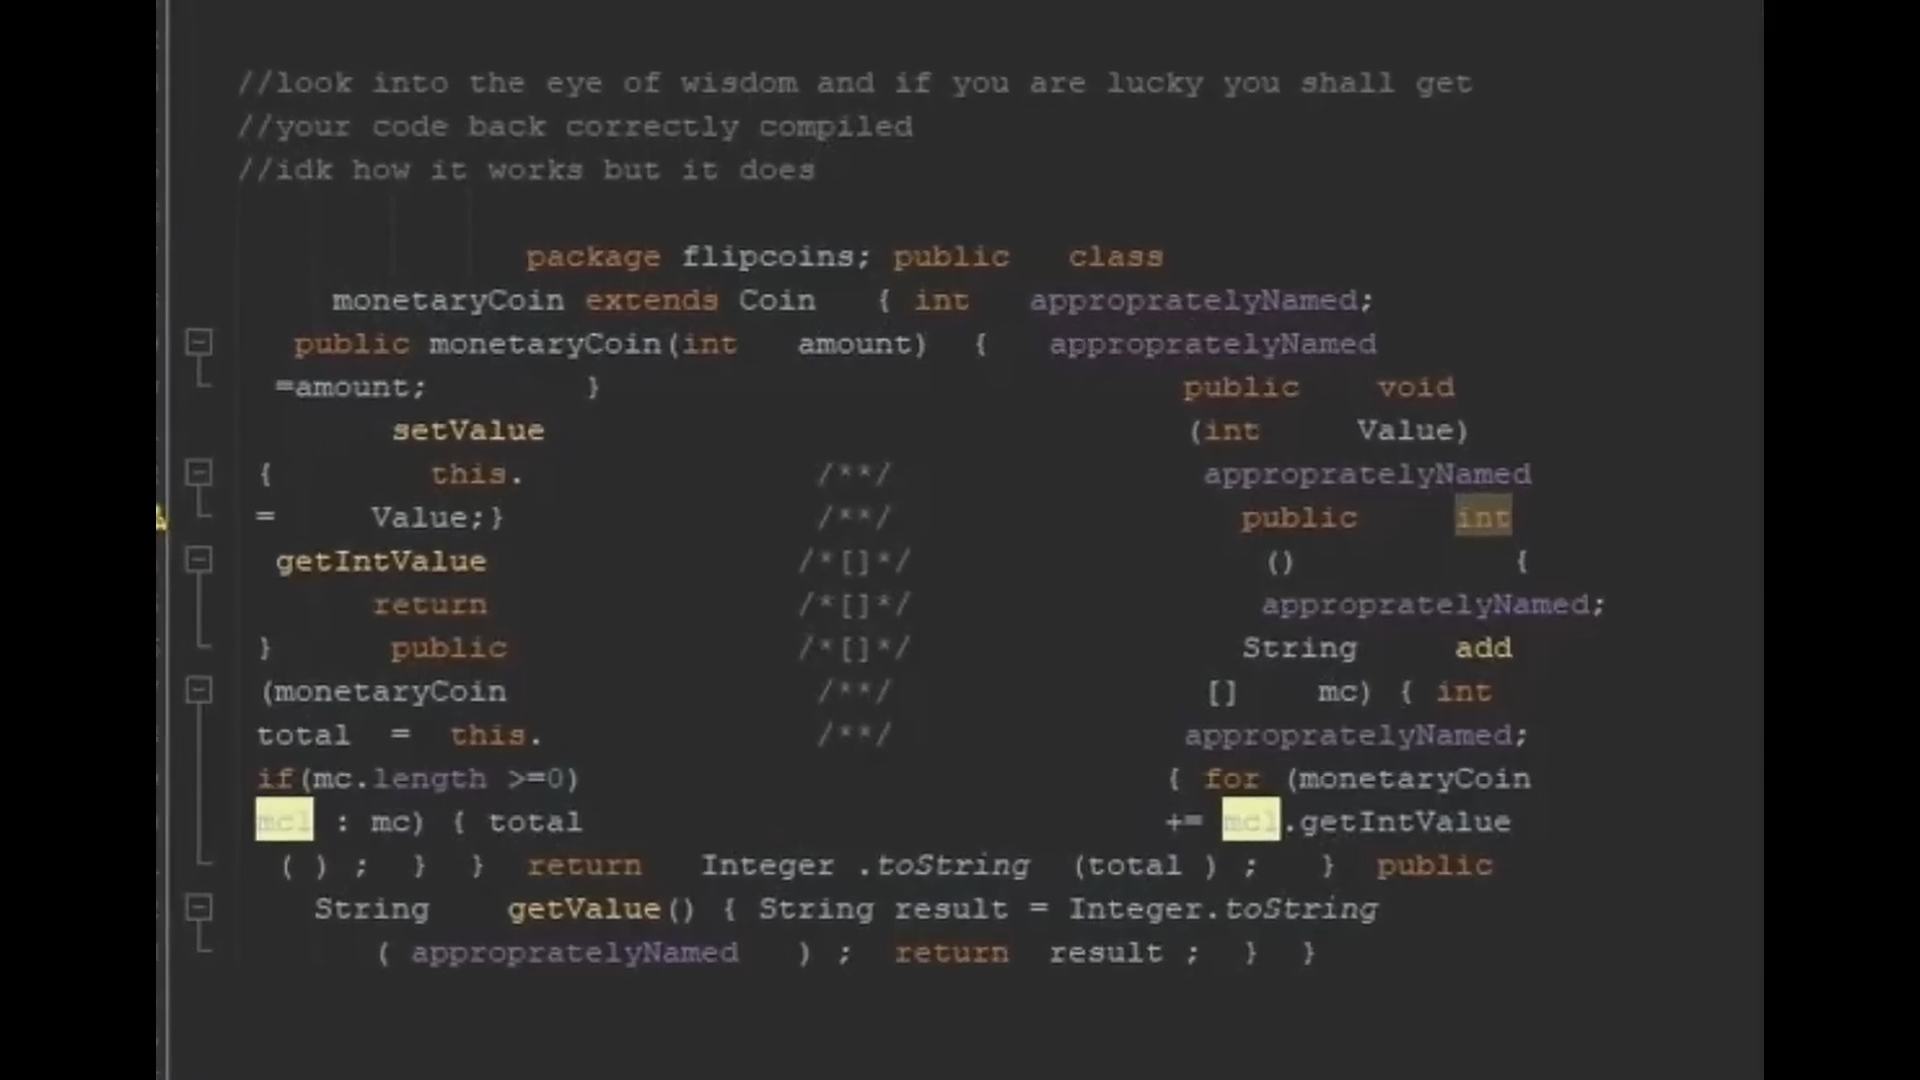 //look into the eye of wisdom and if you are lucky you shall get
//your code back correctly compiled
//idk how it works but it does
package flipcoins; public class
monetaryCoin extends Coin { int appropratelyNamed;
public monetaryCoin(int amount) { appropratelyNamed
=amount; } public void
setValue (int Value)
{ this. /**/ appropratelyNamed
= Value;} /**/ public int
getIntValue /*[]*/ () {
return /*[]*/ appropratelyNamed;
} public /*[]*/ String add
(monetaryCoin /**/ [] mc) { int
total = this. /**/ appropratelyNamed;
if(mc.length >=0) { for (monetaryCoin
mc1 : mc) { total += mc1.getIntValue
( ) ; } } return Integer .toString (total ) ; } public
String getValue() { String result = Integer.toString
( appropratelyNamed ) ; return result ; } }